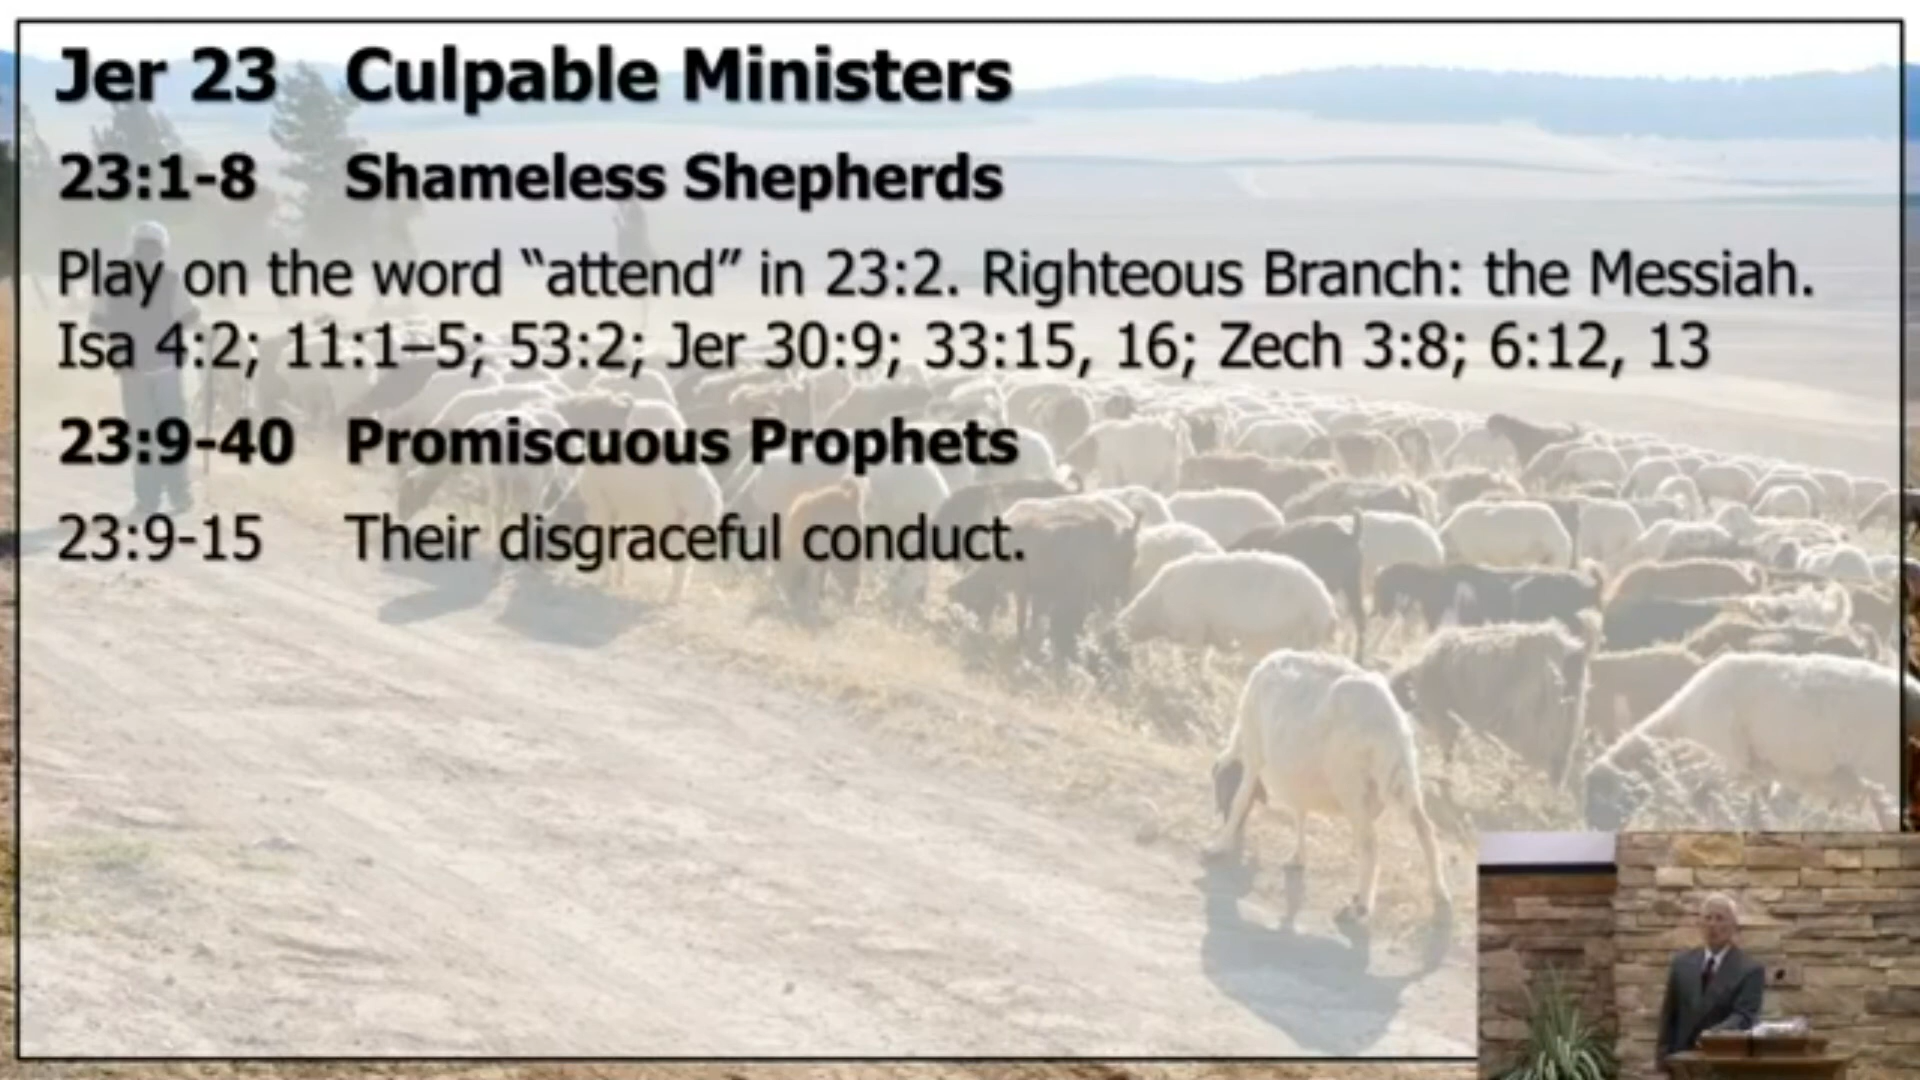 Jer 23 Culpable Ministers
23:1-8 Shameless Shepherds
Play on the word “attend” in 23:2. Righteous Branch: the Messiah.
Isa 4:2; 11:1–5; 53:2; Jer 30:9; 33:15, 16; Zech 3:8; 6:12, 13
23:9-40 Promiscuous Prophets
23:9-15 Their disgraceful conduct.